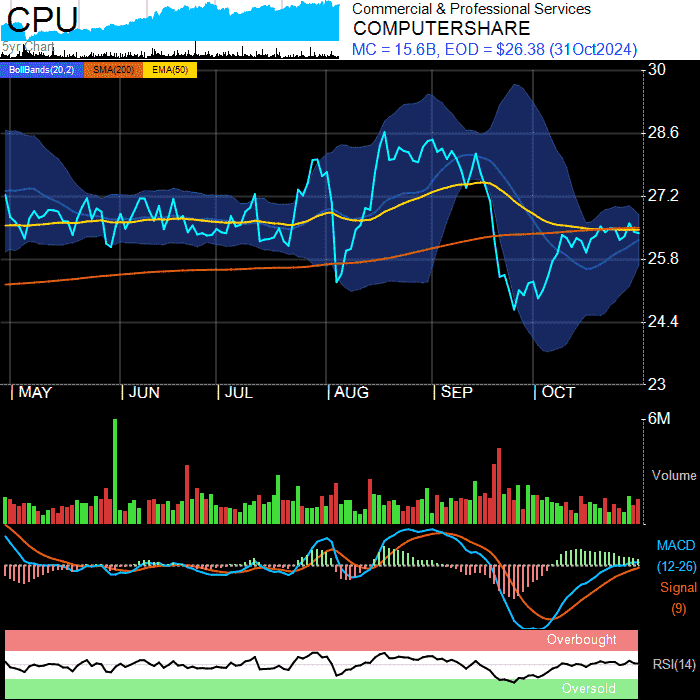 CPU
5yr Chart
Commercial & Professional Services
COMPUTERSHARE
MC = 15.6B, EOD = $26.38 (31Oct2024)
BollBands(20,2) SMA(200) EMA(50)
30
28.6
27.2
25.8
24.4
23
MAY JUN JUL AUG SEP OCT
6M
Volume
MACD
(12-26)
Signal
(9)
Overbought
RSI(14)
Oversold